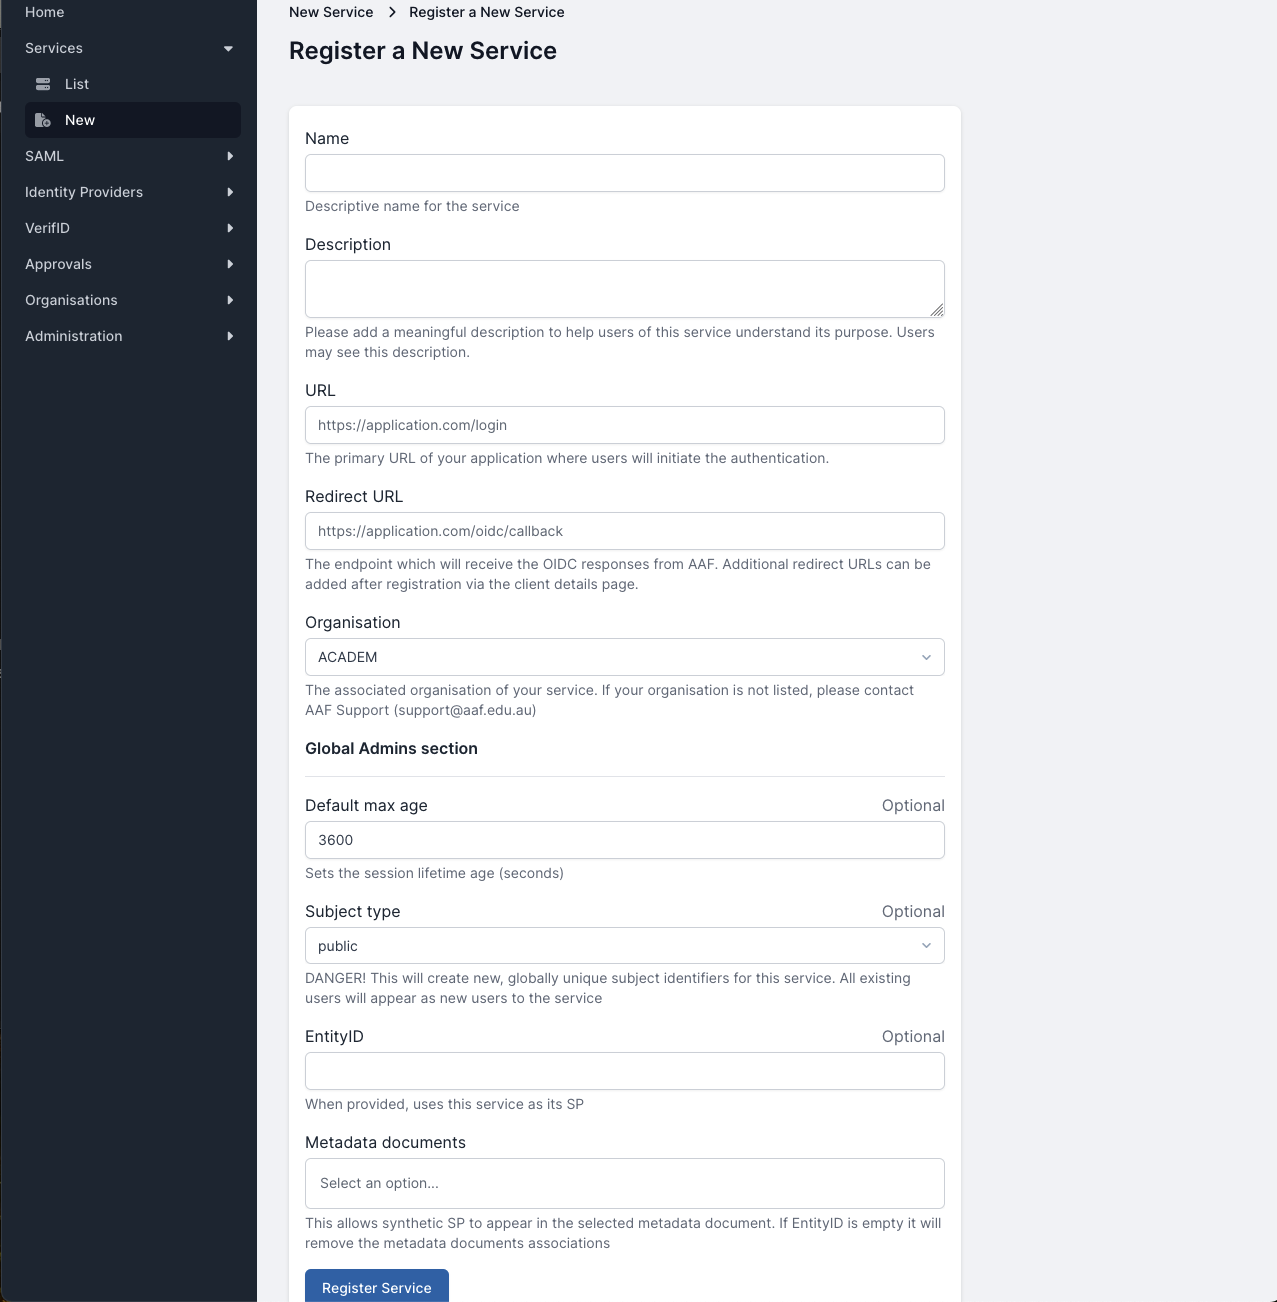 Home
Services
List
New
SAML
Identity Providers
VerifID
Approvals
Organisations
Administration
New Service > Register a New Service
Register a New Service
Name
Descriptive name for the service
Description
Please add a meaningful description to help users of this service understand its purpose. Users
may see this description.
URL
https://application.com/login
The primary URL of your application where users will initiate the authentication.
Redirect URL
https://application.com/oidc/callback
The endpoint which will receive the OIDC responses from AAF. Additional redirect URLs can be
added after registration via the client details page.
Organisation
ACADEM
The associated organisation of your service. If your organisation is not listed, please contact
AAF Support (support@aaf.edu.au)
Global Admins section
Default max age Optional
3600
Sets the session lifetime age (seconds)
Subject type Optional
public
DANGER! This will create new, globally unique subject identifiers for this service. All existing
users will appear as new users to the service
EntityID Optional
When provided, uses this service as its SP
Metadata documents
Select an option...
This allows synthetic SP to appear in the selected metadata document. If EntityID is empty it will
remove the metadata documents associations
Register Service